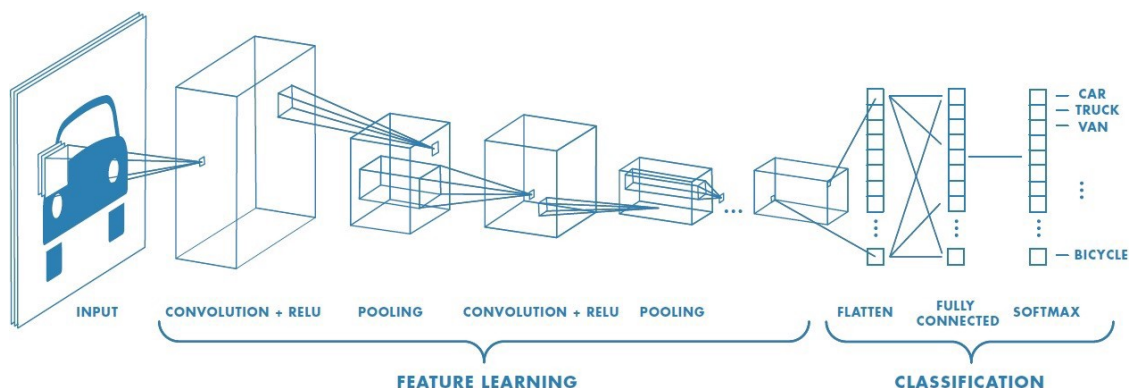 CAR
TRUCK
VAN
BICYCLE
INPUT
CONVOLUTION + RELU
POOLING
CONVOLUTION + RELU
POOLING
FLATTEN
FULLY
CONNECTED
SOFTMAX
FEATURE LEARNING
CLASSIFICATION